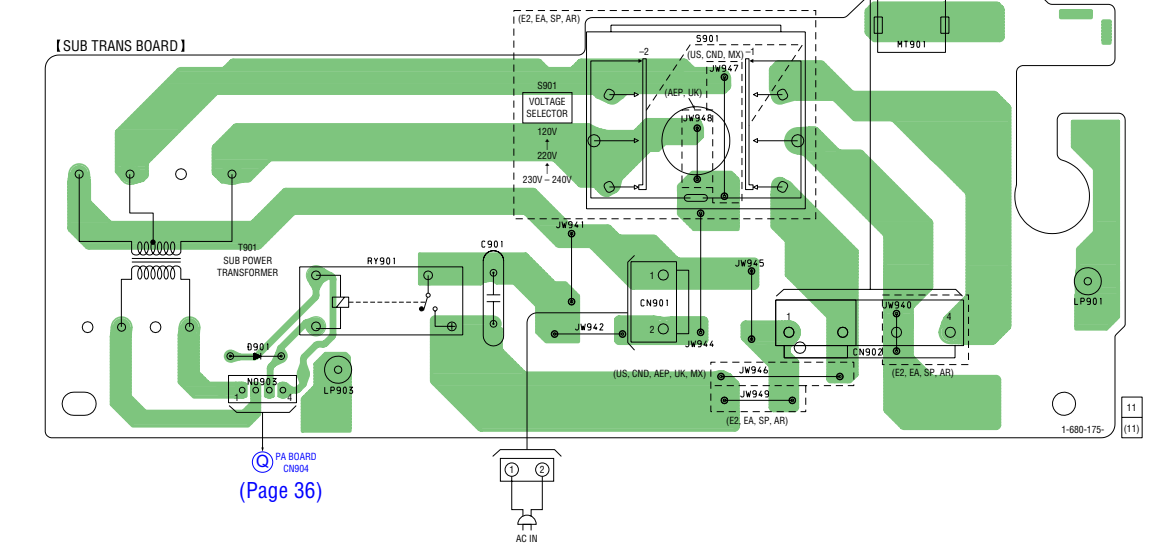 (E2, EA, SP, AR)
【SUB TRANS BOARD】
S901
MT901
–2
(US, CND, MX)
–1
JW947
S901
VOLTAGE
SELECTOR
(AEP, UK)
JW948
120V
220V
230V – 240V
JW941
T901
SUB POWER
TRANSFORMER
C901
RY901
JW945
1
CN901
2
LP901
JW940
1
4
JW942
JW944
D901
CN902
(US, CND, AEP, UK, MX)
JW946
(E2, EA, SP, AR)
NO903
1
4
LP903
JW949
(E2, EA, SP, AR)
1-680-175-
11
(11)
Q
PA BOARD
CN904
(Page 36)
1
2
AC IN